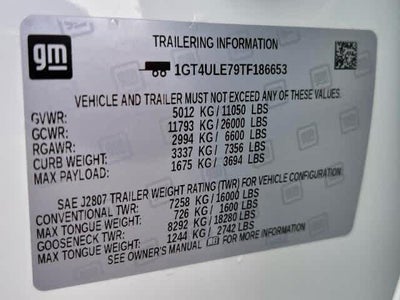 gm
TRAILERING INFORMATION
1GT4ULE79TF186653
VEHICLE AND TRAILER MUST NOT EXCEED ANY OF THESE VALUES.
GVWR: 5012 KG/11050 LBS
GCWR: 11793 KG/26000 LBS
RGAWR: 2994 KG/ 6600 LBS
CURB WEIGHT: 3337 KG/ 7356 LBS
MAX PAYLOAD: 1675 KG/ 3694 LBS
SAE J2807 TRAILER WEIGHT RATING (TWR) FOR VEHICLE CONFIGURATION.
CONVENTIONAL TWR: 7258 KG/16000 LBS
MAX TONGUE WEIGHT: 726 KG/ 1600 LBS
GOOSENECK TWR: 8292 KG/18280 LBS
MAX TONGUE WEIGHT: 1244 KG/ 2742 LBS
SEE OWNER'S MANUAL gm FOR MORE INFORMATION